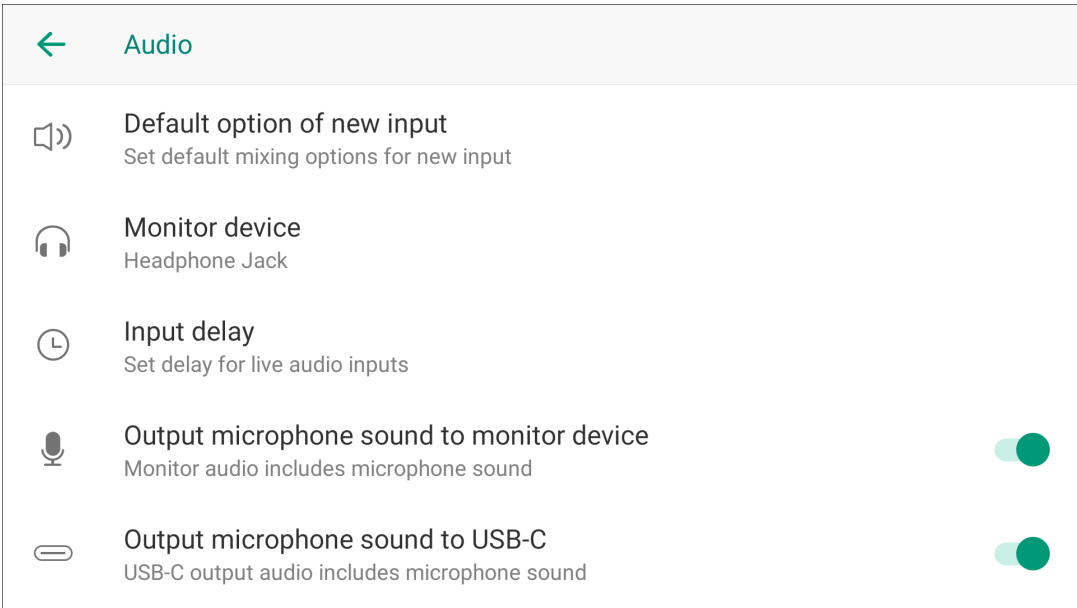 Audio
Default option of new input
Set default mixing options for new input
Monitor device
Headphone Jack
Input delay
Set delay for live audio inputs
Output microphone sound to monitor device
Monitor audio includes microphone sound
Output microphone sound to USB-C
USB-C output audio includes microphone sound